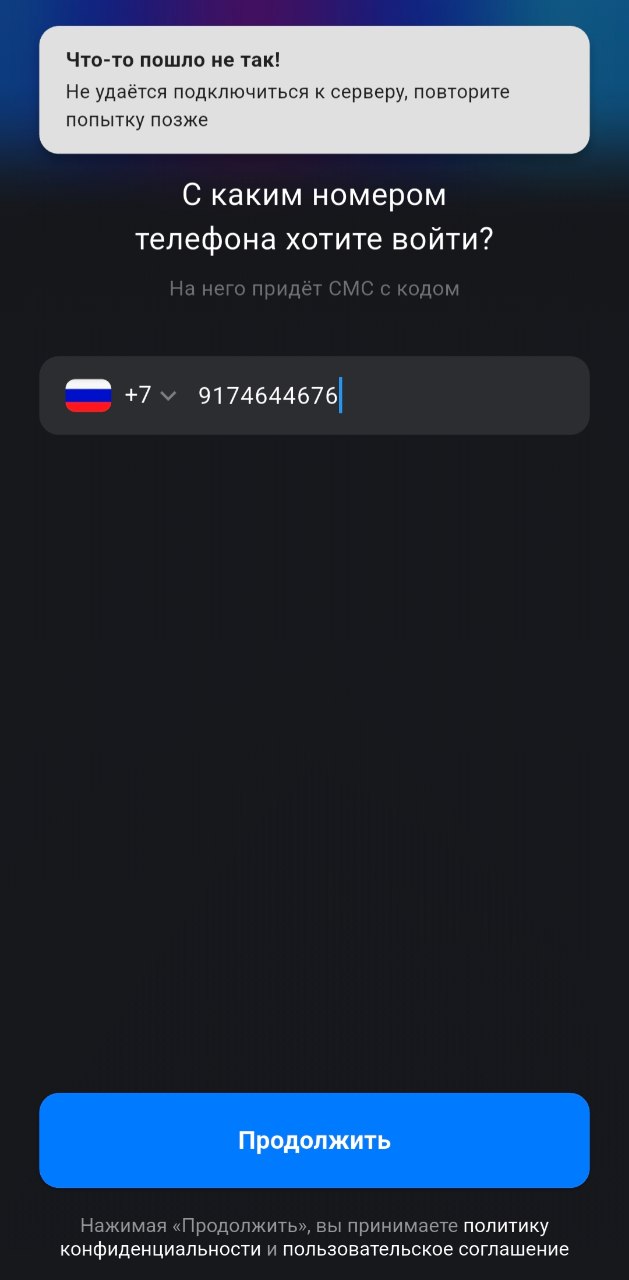 Что-то пошло не так!
Не удаётся подключиться к серверу, повторите
попытку позже
С каким номером
телефона хотите войти?
На него придёт СМС с кодом
+7 9174644676
Продолжить
Нажимая «Продолжить», вы принимаете политику
конфиденциальности и пользовательское соглашение